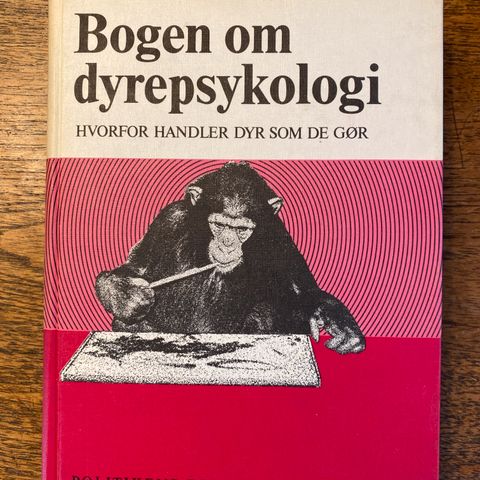 Bogen om
dyrepsykologi
HVORFOR HANDLER DYR SOM DE GØR